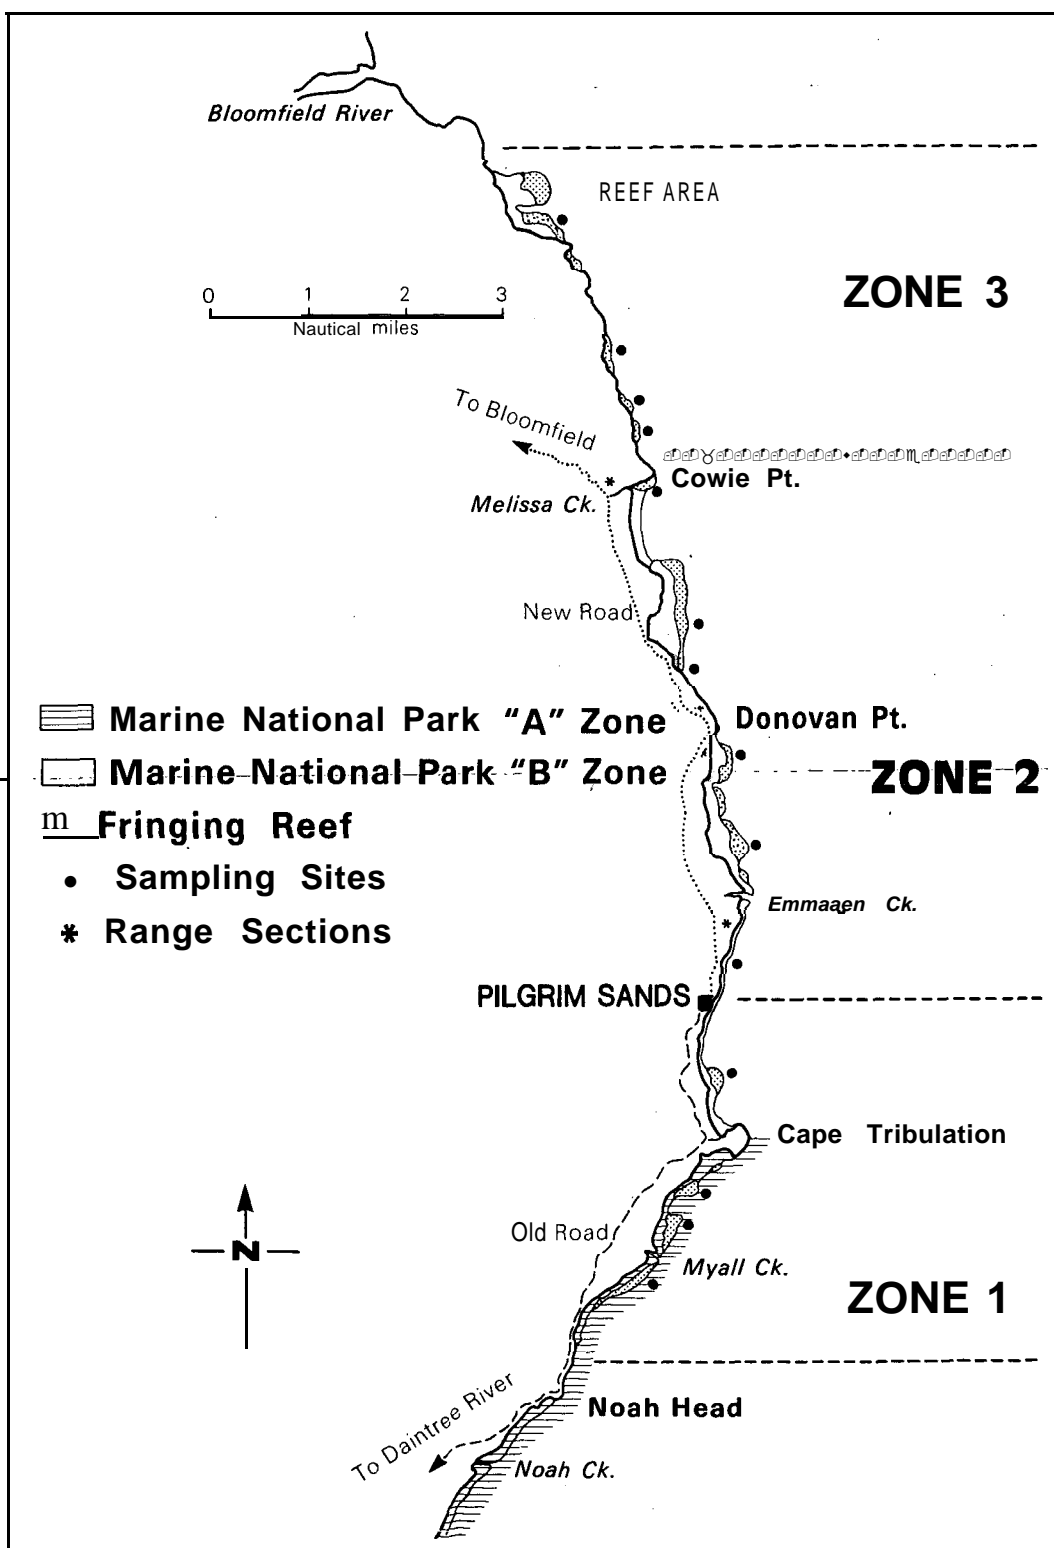 Bloomfield River
REEF AREA
ZONE 3
0 1 2 3
Nautical miles
To Bloomfield
Cowie Pt.
Melissa Ck.
New Road
Marine National Park "A" Zone
Donovan Pt.
Marine National Park "B" Zone
ZONE 2
m Fringing Reef
Sampling Sites
Emmaaen Ck.
Range Sections
PILGRIM SANDS
Cape Tribulation
Old Road
Myall Ck.
ZONE 1
N
Noah Head
To Daintree River
Noah Ck.